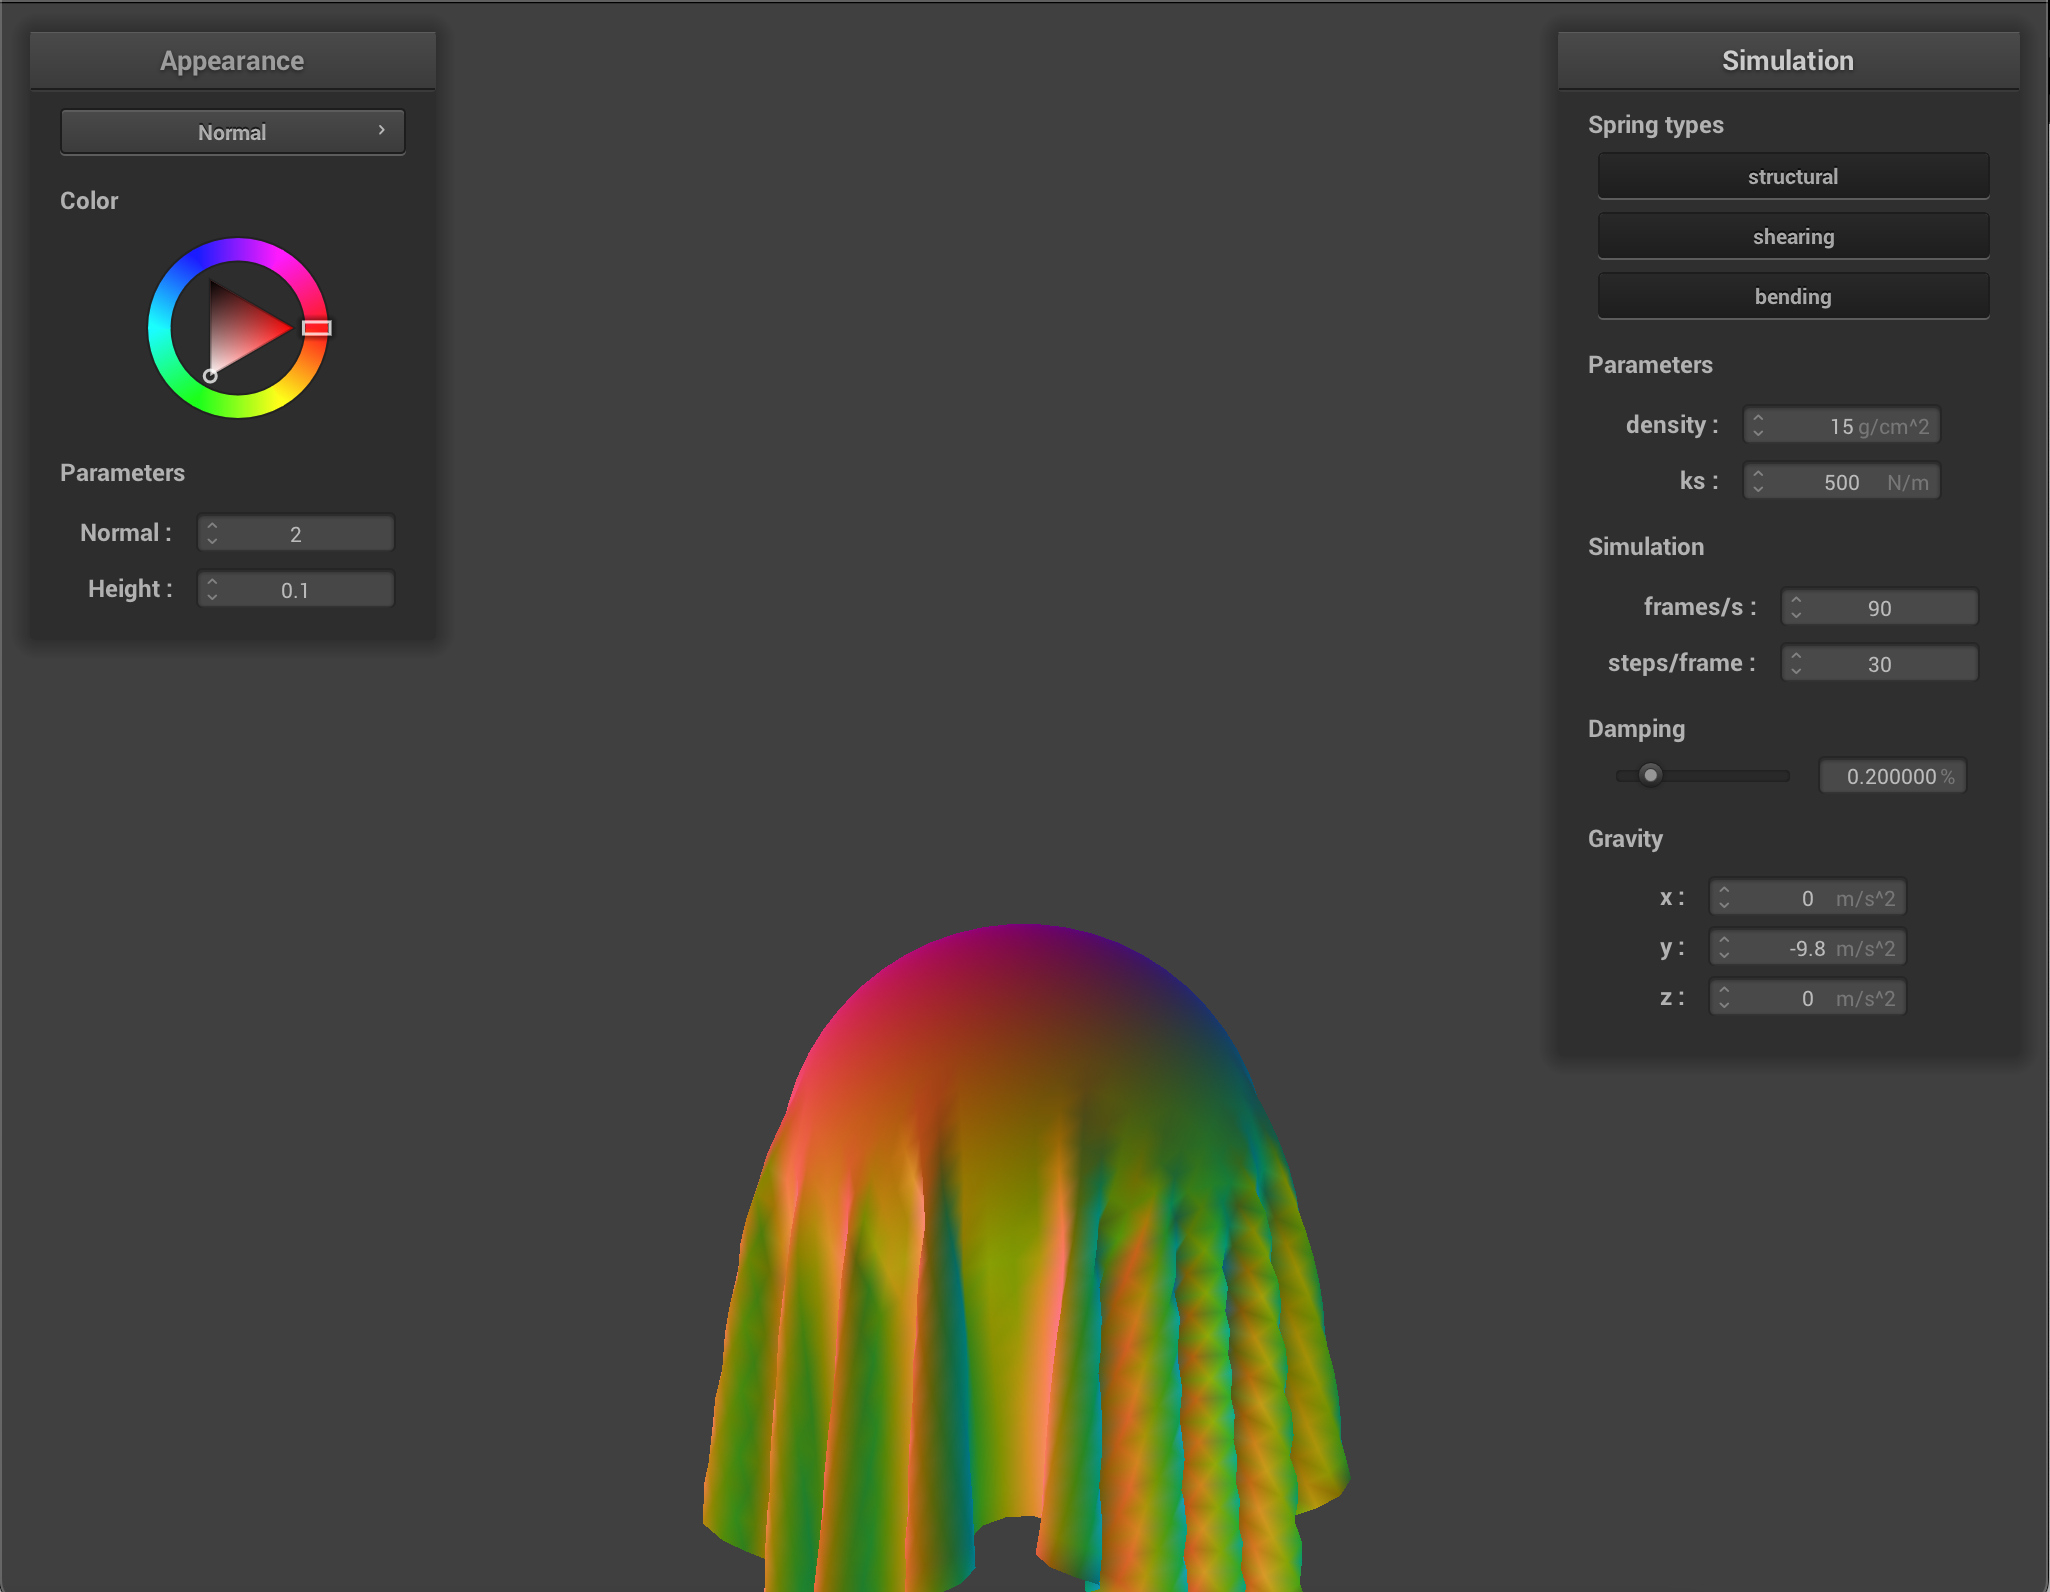 Appearance
Normal
Color
Parameters
Normal : 2
Height : 0.1
Simulation
Spring types
structural
shearing
bending
Parameters
density : 15 g/cm^2
ks : 500 N/m
Simulation
frames/s : 90
steps/frame : 30
Damping
0.200000 %
Gravity
x : 0 m/s^2
y : -9.8 m/s^2
z : 0 m/s^2